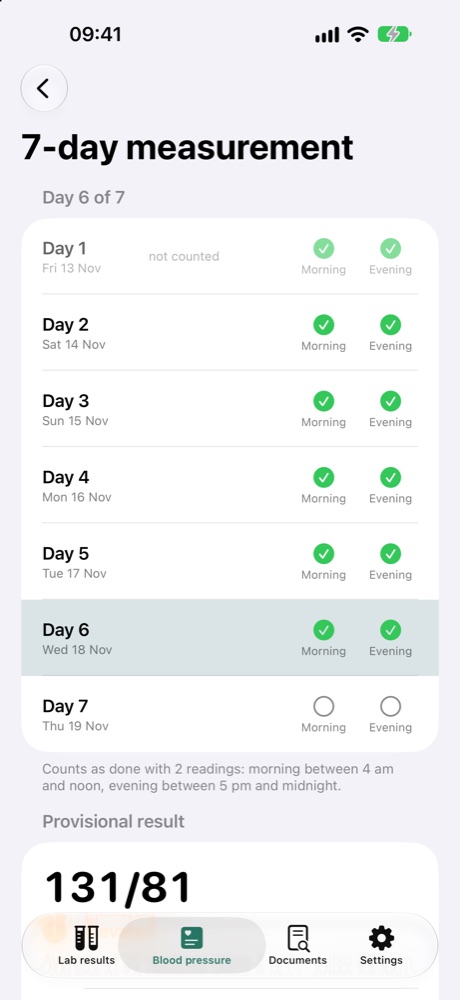 09:41
7-day measurement
Day 6 of 7
Day 1
Fri 13 Nov
not counted
Morning
Evening
Day 2
Sat 14 Nov
Morning
Evening
Day 3
Sun 15 Nov
Morning
Evening
Day 4
Mon 16 Nov
Morning
Evening
Day 5
Tue 17 Nov
Morning
Evening
Day 6
Wed 18 Nov
Morning
Evening
Day 7
Thu 19 Nov
Morning
Evening
Counts as done with 2 readings: morning between 4 am
and noon, evening between 5 pm and midnight.
Provisional result
131/81
Lab results
Blood pressure
Documents
Settings